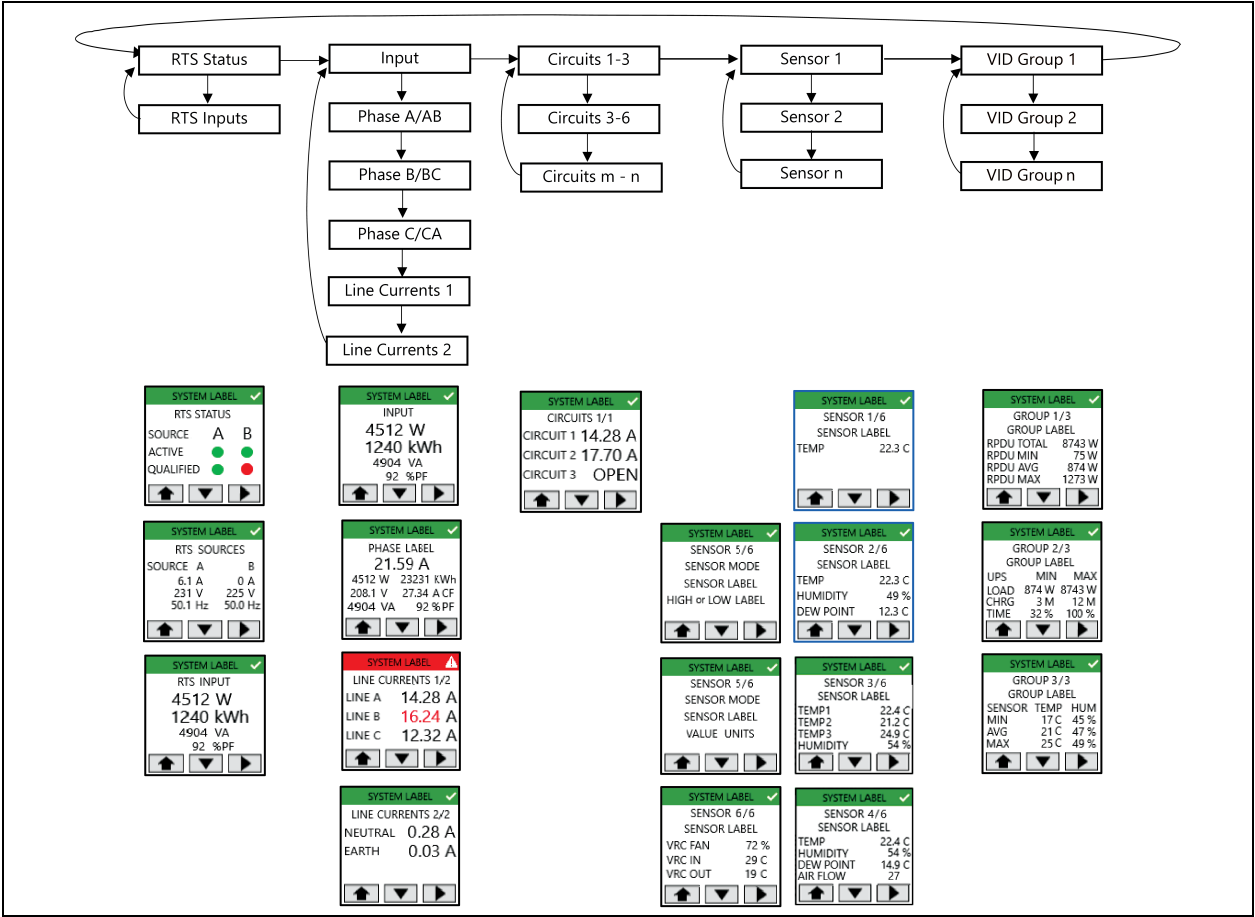 RTS Status
Input
Circuits 1-3
Sensor 1
VID Group 1
RTS Inputs
Phase A/AB
Circuits 3-6
Sensor 2
VID Group 2
Phase B/BC
Circuits m - n
Sensor n
VID Group n
Phase C/CA
Line Currents 1
Line Currents 2
SYSTEM LABEL
RTS STATUS
SOURCE A B
ACTIVE
QUALIFIED
SYSTEM LABEL
RTS SOURCES
SOURCE A B
6.1 A 0 A
231 V 225 V
50.1 Hz 50.0 Hz
SYSTEM LABEL
RTS INPUT
4512 W
1240 kWh
4904 VA
92 %PF
SYSTEM LABEL
INPUT
4512 W
1240 kWh
4904 VA
92 %PF
SYSTEM LABEL
PHASE LABEL
21.59 A
4512 W 23231 KWh
208.1 V 27.34 A CF
4904 VA 92 %PF
SYSTEM LABEL
LINE CURRENTS 1/2
LINE A 14.28 A
LINE B 16.24 A
LINE C 12.32 A
SYSTEM LABEL
LINE CURRENTS 2/2
NEUTRAL 0.28 A
EARTH 0.03 A
SYSTEM LABEL
CIRCUITS 1/1
CIRCUIT 1 14.28 A
CIRCUIT 2 17.70 A
CIRCUIT 3 OPEN
SYSTEM LABEL
SENSOR 5/6
SENSOR MODE
SENSOR LABEL
HIGH or LOW LABEL
SYSTEM LABEL
SENSOR 5/6
SENSOR MODE
SENSOR LABEL
VALUE UNITS
SYSTEM LABEL
SENSOR 6/6
SENSOR LABEL
VRC FAN 72 %
VRC IN 29 C
VRC OUT 19 C
SYSTEM LABEL
SENSOR 1/6
SENSOR LABEL
TEMP 22.3 C
SYSTEM LABEL
SENSOR 2/6
SENSOR LABEL
TEMP 22.3 C
HUMIDITY 49 %
DEW POINT 12.3 C
SYSTEM LABEL
SENSOR 3/6
SENSOR LABEL
TEMP1 22.4 C
TEMP2 21.2 C
TEMP3 24.9 C
HUMIDITY 54 %
SYSTEM LABEL
SENSOR 4/6
SENSOR LABEL
TEMP 22.4 C
HUMIDITY 54 %
DEW POINT 14.9 C
AIR FLOW 27
SYSTEM LABEL
GROUP 1/3
GROUP LABEL
RPDU TOTAL 8743 W
RPDU MIN 75 W
RPDU AVG 874 W
RPDU MAX 1273 W
SYSTEM LABEL
GROUP 2/3
GROUP LABEL
UPS MIN MAX
LOAD 874 W 8743 W
CHRG 3 M 12 M
TIME 32 % 100 %
SYSTEM LABEL
GROUP 3/3
GROUP LABEL
SENSOR TEMP HUM
MIN 17 C 45 %
AVG 21 C 47 %
MAX 25 C 49 %